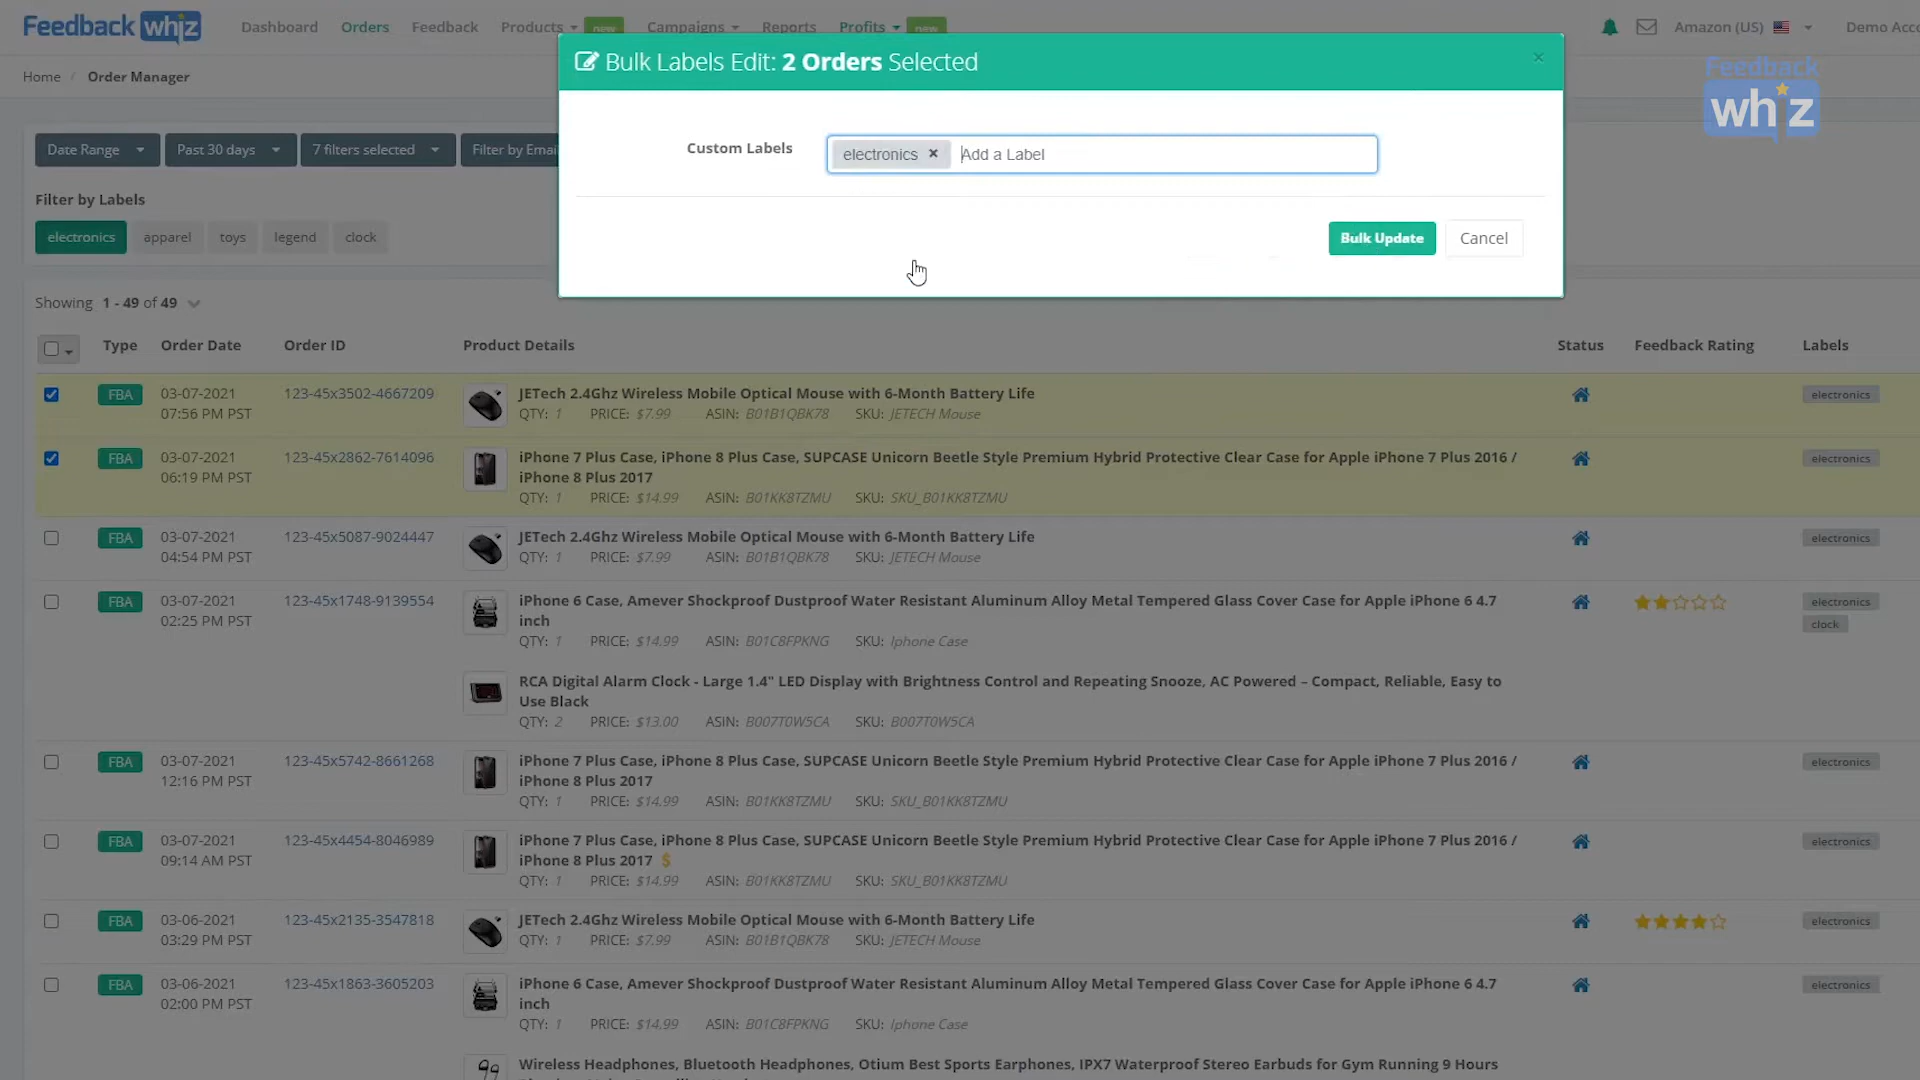 Feedback whiz Dashboard Orders Feedback Products new Campaigns Reports Profits new Amazon (US) Demo Acco
Bulk Labels Edit: 2 Orders Selected ×
Feedback
whiz
Home / Order Manager
Custom Labels electronics × Add a Label
Date Range Past 30 days 7 filters selected Filter by Emai
Filter by Labels
electronics apparel toys legend clock
Bulk Update Cancel
Showing 1 - 49 of 49
Type Order Date Order ID Product Details Status Feedback Rating Labels
FBA 03-07-2021 123-45x3502-4667209 JETech 2.4Ghz Wireless Mobile Optical Mouse with 6-Month Battery Life electronics
07:56 PM PST QTY: 1 PRICE: $7.99 ASIN: B01B1QBK78 SKU: JETECH Mouse
FBA 03-07-2021 123-45x2862-7614096 iPhone 7 Plus Case, iPhone 8 Plus Case, SUPCASE Unicorn Beetle Style Premium Hybrid Protective Clear Case for Apple iPhone 7 Plus 2016 / electronics
06:19 PM PST iPhone 8 Plus 2017
QTY: 1 PRICE: $14.99 ASIN: B01KK8TZMU SKU: SKU_B01KK8TZMU
FBA 03-07-2021 123-45x5087-9024447 JETech 2.4Ghz Wireless Mobile Optical Mouse with 6-Month Battery Life electronics
04:54 PM PST QTY: 1 PRICE: $7.99 ASIN: B01B1QBK78 SKU: JETECH Mouse
FBA 03-07-2021 123-45x1748-9139554 iPhone 6 Case, Amever Shockproof Dustproof Water Resistant Aluminum Alloy Metal Tempered Glass Cover Case for Apple iPhone 6 4.7 electronics
02:25 PM PST inch clock
QTY: 1 PRICE: $14.99 ASIN: B01C8FPKNG SKU: Iphone Case
RCA Digital Alarm Clock - Large 1.4" LED Display with Brightness Control and Repeating Snooze, AC Powered – Compact, Reliable, Easy to
Use Black
QTY: 2 PRICE: $13.00 ASIN: B007T0W5CA SKU: B007T0W5CA
FBA 03-07-2021 123-45x5742-8661268 iPhone 7 Plus Case, iPhone 8 Plus Case, SUPCASE Unicorn Beetle Style Premium Hybrid Protective Clear Case for Apple iPhone 7 Plus 2016 / electronics
12:16 PM PST iPhone 8 Plus 2017
QTY: 1 PRICE: $14.99 ASIN: B01KK8TZMU SKU: SKU_B01KK8TZMU
FBA 03-07-2021 123-45x4454-8046989 iPhone 7 Plus Case, iPhone 8 Plus Case, SUPCASE Unicorn Beetle Style Premium Hybrid Protective Clear Case for Apple iPhone 7 Plus 2016 / electronics
09:14 AM PST iPhone 8 Plus 2017 $
QTY: 1 PRICE: $14.99 ASIN: B01KK8TZMU SKU: SKU_B01KK8TZMU
FBA 03-06-2021 123-45x2135-3547818 JETech 2.4Ghz Wireless Mobile Optical Mouse with 6-Month Battery Life electronics
03:29 PM PST QTY: 1 PRICE: $7.99 ASIN: B01B1QBK78 SKU: JETECH Mouse
FBA 03-06-2021 123-45x1863-3605203 iPhone 6 Case, Amever Shockproof Dustproof Water Resistant Aluminum Alloy Metal Tempered Glass Cover Case for Apple iPhone 6 4.7 electronics
02:00 PM PST inch
QTY: 1 PRICE: $14.99 ASIN: B01C8FPKNG SKU: Iphone Case
Wireless Headphones, Bluetooth Headphones, Otium Best Sports Earphones, IPX7 Waterproof Stereo Earbuds for Gym Running 9 Hours